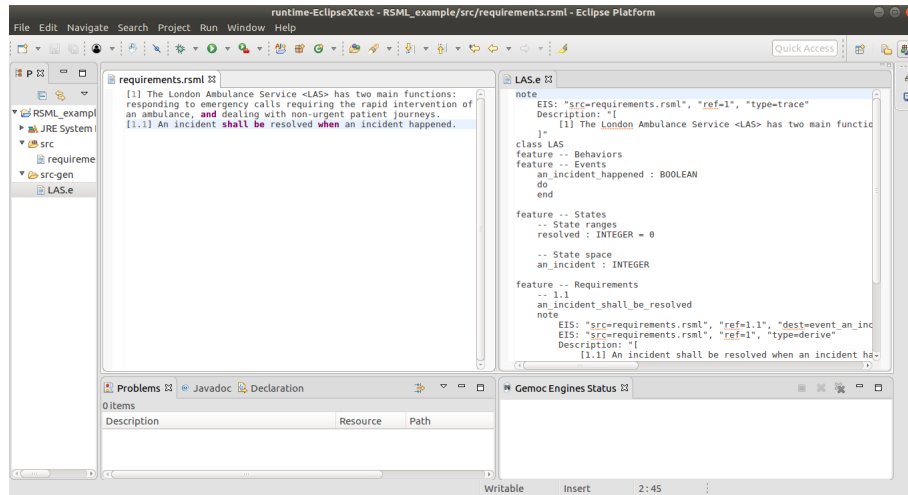 runtime-EclipseXtext - RSML_example/src/requirements.rsml - Eclipse Platform
File Edit Navigate Search Project Run Window Help
Quick Access
P
RSML_exampl
JRE System
src
requireme
src-gen
LAS.e
requirements.rsml
[1] The London Ambulance Service <LAS> has two main functions:
responding to emergency calls requiring the rapid intervention of
an ambulance, and dealing with non-urgent patient journeys.
[1.1] An incident shall be resolved when an incident happened.
LAS.e
note
EIS: "src=requirements.rsml", "ref=1", "type=trace"
Description: "[
[1] The London Ambulance Service <LAS> has two main functio
]"
class LAS
feature -- Behaviors
feature -- Events
an_incident_happened : BOOLEAN
do
end
feature -- States
-- State ranges
resolved : INTEGER = 0
-- State space
an_incident : INTEGER
feature -- Requirements
-- 1.1
an_incident_shall_be_resolved
note
EIS: "src=requirements.rsml", "ref=1.1", "dest=event_an_inc
EIS: "src=requirements.rsml", "ref=1", "type=derive"
Description: "[
[1.1] An incident shall be resolved when an incident ha
Problems Javadoc Declaration
0 items
Description Resource Path
Gemoc Engines Status
Writable Insert 2:45